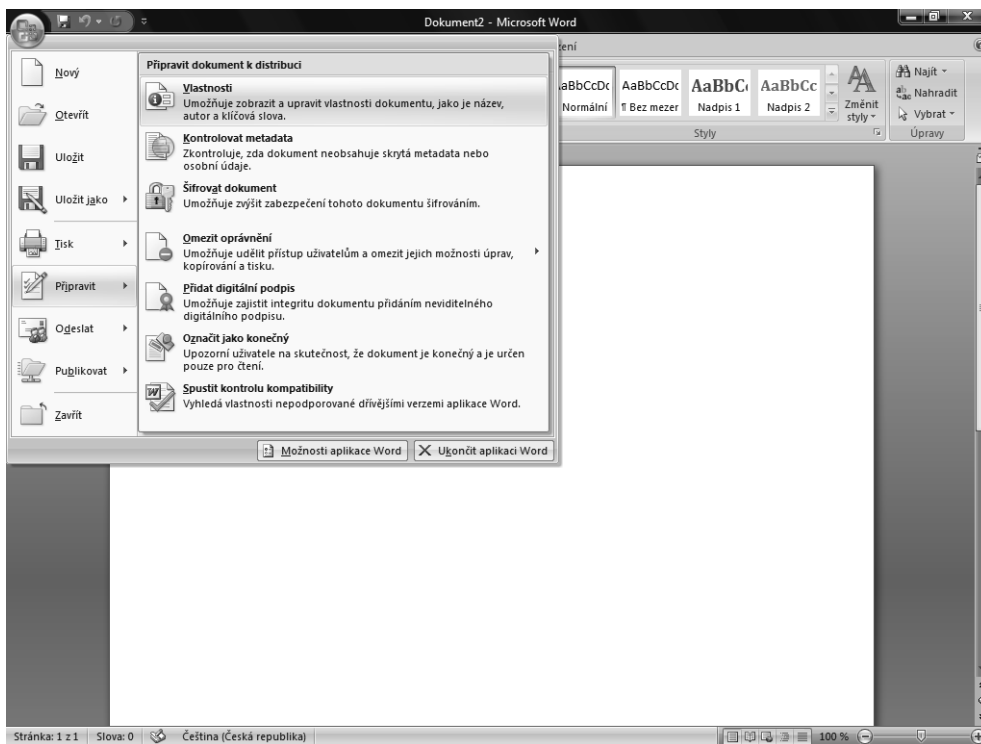 Dokument2 - Microsoft Word
Nový
Otevřít
Uložit
Uložit jako
Tisk
Připravit
Odeslat
Publikovat
Zavřít
Připravit dokument k distribuci
Vlastnosti
Umožňuje zobrazit a upravit vlastnosti dokumentu, jako je název,
autor a klíčová slova.
Kontrolovat metadata
Zkontroluje, zda dokument neobsahuje skrytá metadata nebo
osobní údaje.
Šifrovat dokument
Umožňuje zvýšit zabezpečení tohoto dokumentu šifrováním.
Omezit oprávnění
Umožňuje udělit přístup uživatelům a omezit jejich možnosti úprav,
kopírování a tisku.
Přidat digitální podpis
Umožňuje zajistit integritu dokumentu přidáním neviditelného
digitálního podpisu.
Označit jako konečný
Upozorní uživatele na skutečnost, že dokument je konečný a je určen
pouze pro čtení.
Spustit kontrolu kompatibility
Vyhledá vlastnosti nepodporované dřívějšími verzemi aplikace Word.
Možnosti aplikace Word
Ukončit aplikaci Word
AaBbCcDc AaBbCcDc AaBbC AaBbCc
Normální ¶ Bez mezer Nadpis 1 Nadpis 2
Změnit
styly
Styly
Najít
Nahradit
Vybrat
Úpravy
Stránka: 1 z 1 Slova: 0 Čeština (Česká republika) 100 %